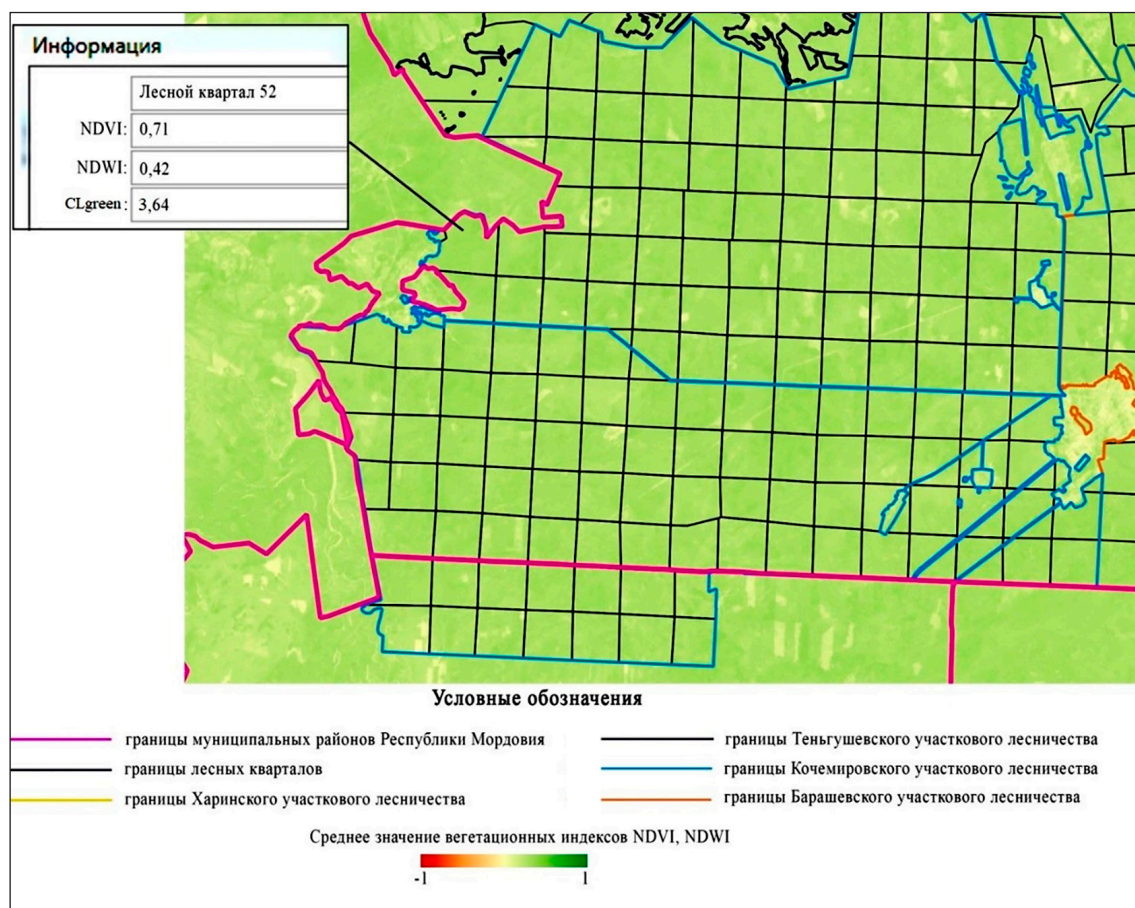 Информация
Лесной квартал 52
NDVI: 0,71
NDWI: 0,42
CLgreen: 3,64
Условные обозначения
границы муниципальных районов Республики Мордовия
границы лесных кварталов
границы Харинского участкового лесничества
границы Теньгушевского участкового лесничества
границы Кочемировского участкового лесничества
границы Барашевского участкового лесничества
Среднее значение вегетационных индексов NDVI, NDWI
-1 1